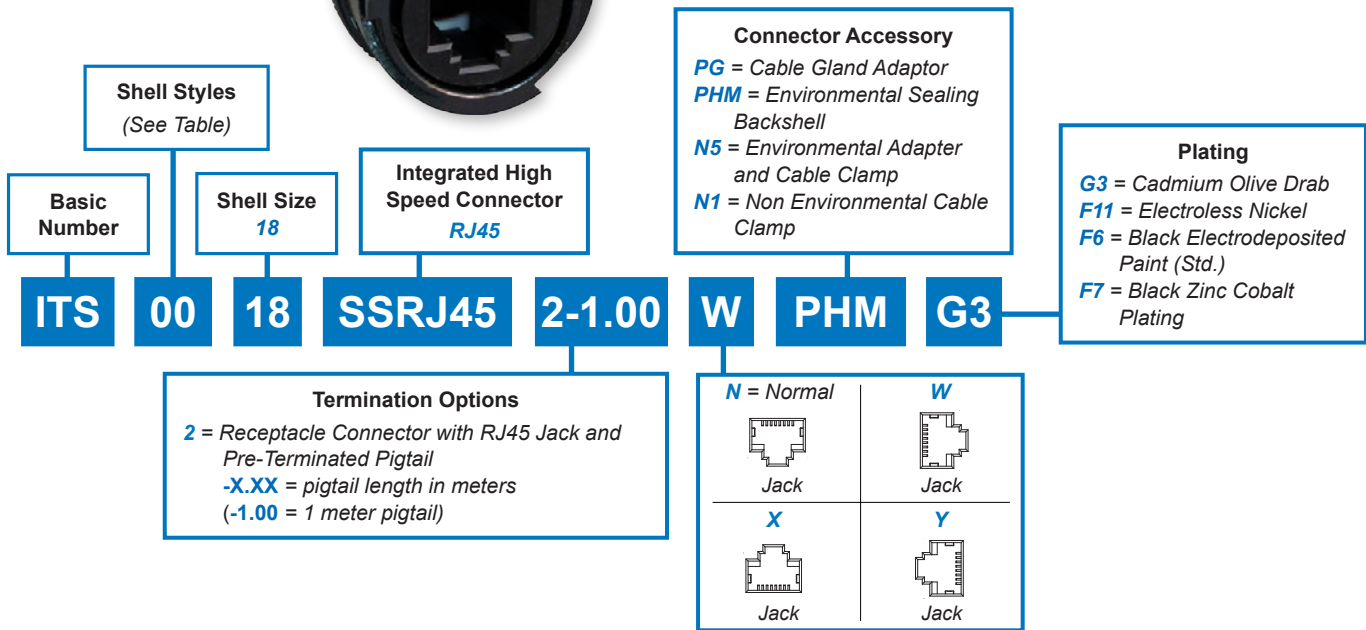 Connector Accessory
PG = Cable Gland Adaptor
PHM = Environmental Sealing
Backshell
N5 = Environmental Adapter
and Cable Clamp
N1 = Non Environmental Cable
Clamp
Shell Styles
(See Table)
Integrated High
Speed Connector
RJ45
Plating
G3 = Cadmium Olive Drab
F11 = Electroless Nickel
F6 = Black Electrodeposited
Paint (Std.)
F7 = Black Zinc Cobalt
Plating
Basic
Number
Shell Size
18
ITS 00 18 SSRJ45 2-1.00 W PHM G3
Termination Options
2 = Receptacle Connector with RJ45 Jack and
Pre-Terminated Pigtail
-X.XX = pigtail length in meters
(-1.00 = 1 meter pigtail)
N = Normal
Jack
W
Jack
X
Jack
Y
Jack